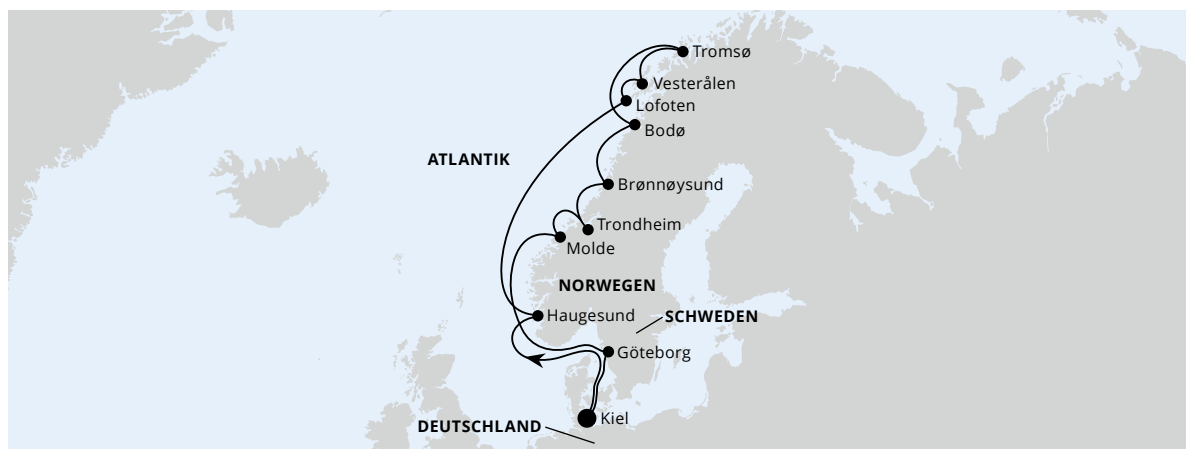 Tromsø
Vesterålen
Lofoten
Bodø
ATLANTIK
Brønnøysund
Trondheim
Molde
NORWEGEN
Haugesund
SCHWEDEN
Göteborg
Kiel
DEUTSCHLAND